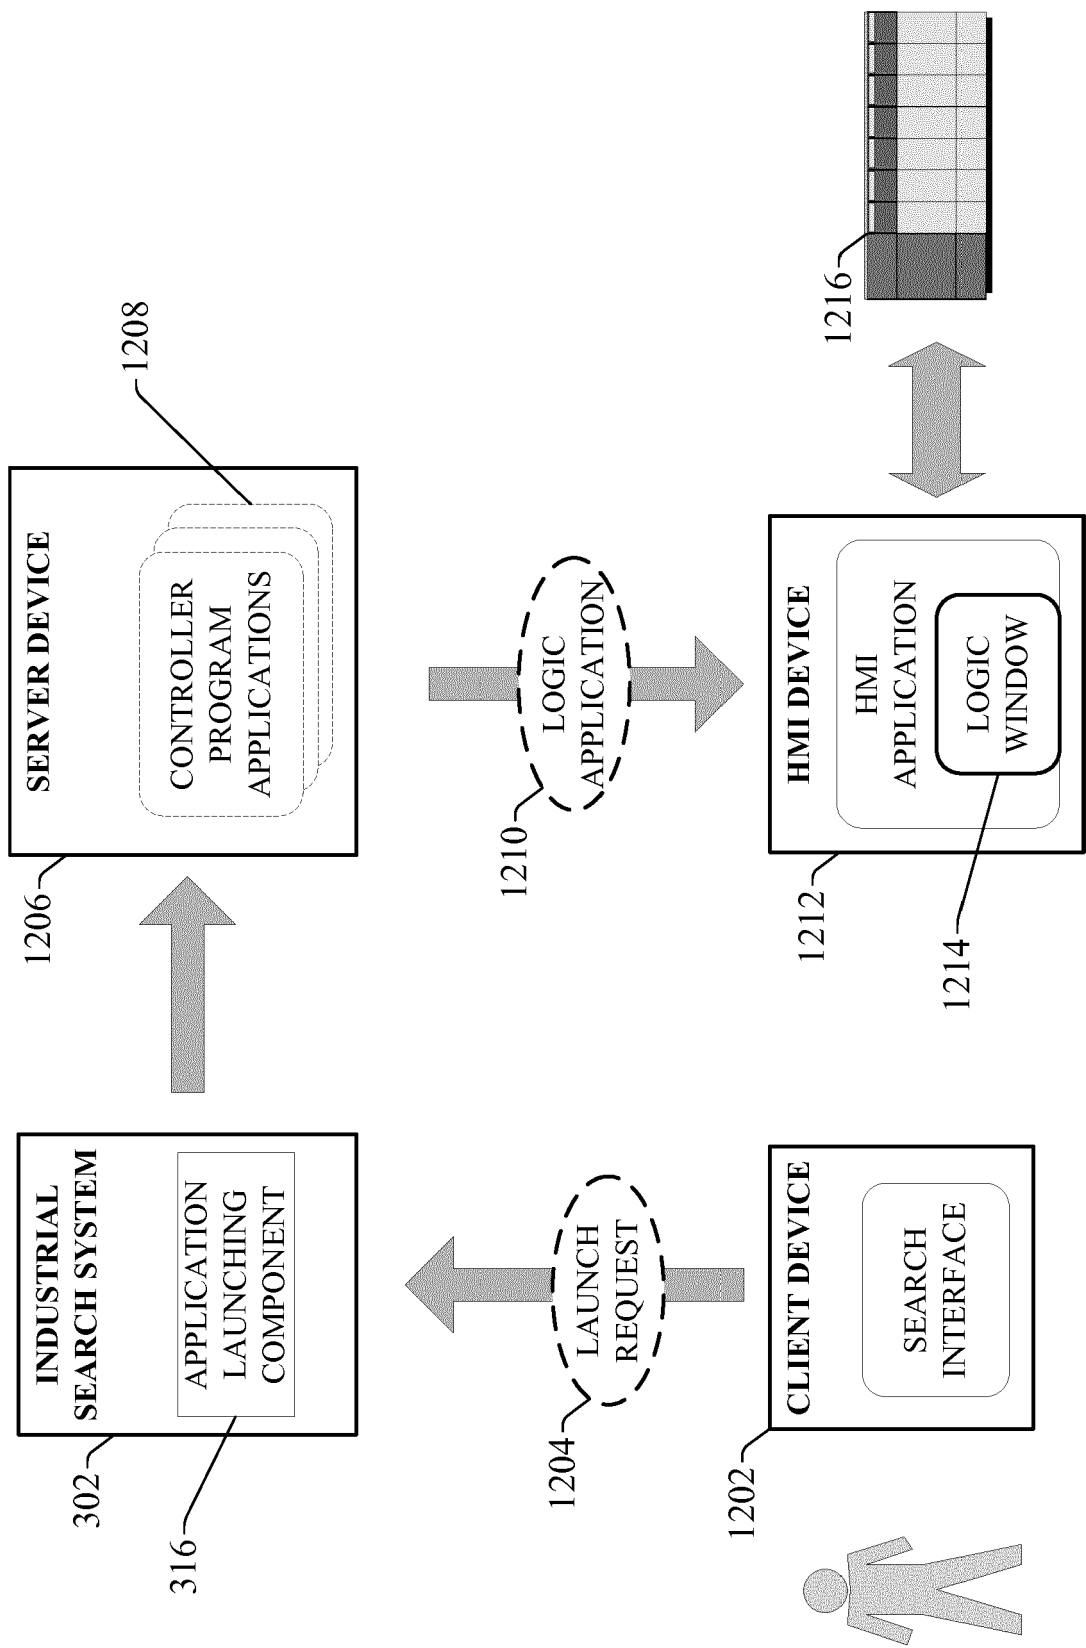 302
INDUSTRIAL
SEARCH SYSTEM
316
APPLICATION
LAUNCHING
COMPONENT
1206
SERVER DEVICE
CONTROLLER
PROGRAM
APPLICATIONS
1208
1204
LAUNCH
REQUEST
1210
LOGIC
APPLICATION
1202
CLIENT DEVICE
SEARCH
INTERFACE
1212
HMI DEVICE
HMI
APPLICATION
1214
LOGIC
WINDOW
1216